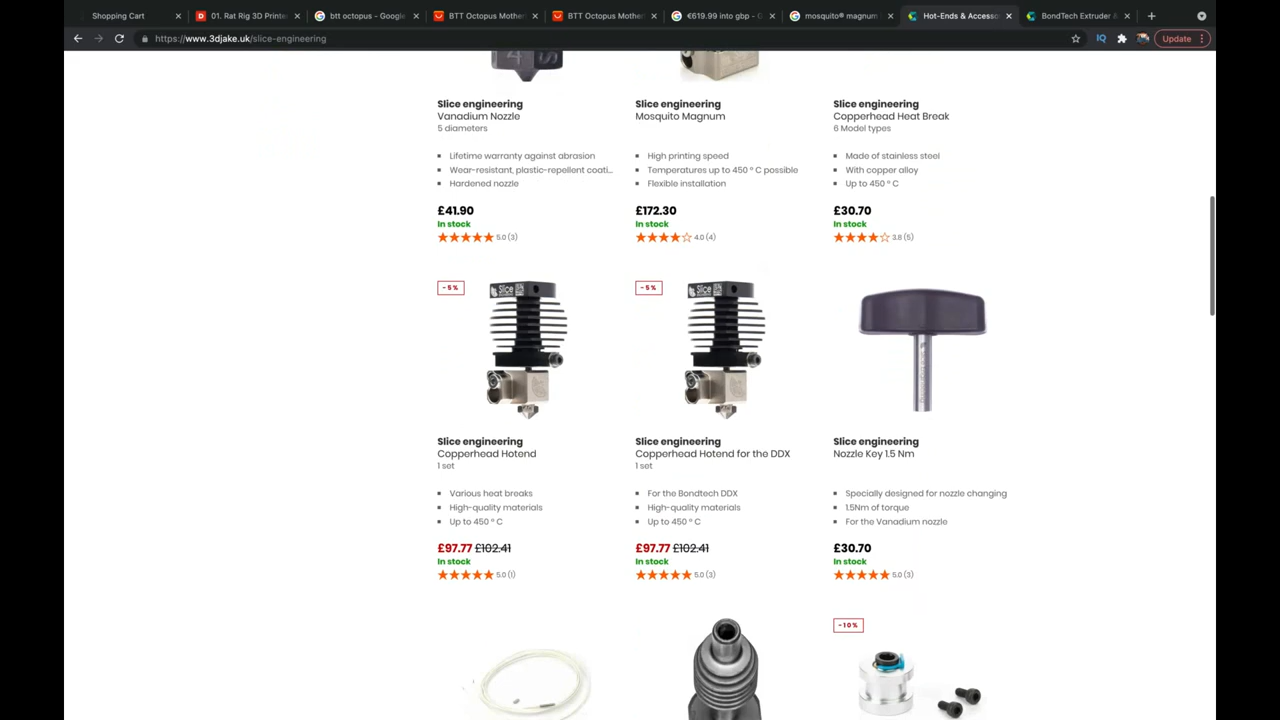 Shopping Cart
01. Rat Rig 3D Printe
btt octopus - Google
BTT Octopus Mother
BTT Octopus Mother
€619.99 into gbp - G
mosquito® magnum
Hot-Ends & Accesso
BondTech Extruder &
https://www.3djake.uk/slice-engineering
Update
4 S
Slice engineering
Vanadium Nozzle
5 diameters
Lifetime warranty against abrasion
Wear-resistant, plastic-repellent coati...
Hardened nozzle
£41.90
In stock
5.0 (3)
Slice engineering
Mosquito Magnum
High printing speed
Temperatures up to 450 ° C possible
Flexible installation
£172.30
In stock
4.0 (4)
Slice engineering
Copperhead Heat Break
6 Model types
Made of stainless steel
With copper alloy
Up to 450 ° C
£30.70
In stock
3.8 (5)
-5%
Slice
Slice engineering
Copperhead Hotend
1 set
Various heat breaks
High-quality materials
Up to 450 ° C
£97.77 £102.41
In stock
5.0 (1)
-5%
Slice
Slice engineering
Copperhead Hotend for the DDX
1 set
For the Bondtech DDX
High-quality materials
Up to 450 ° C
£97.77 £102.41
In stock
5.0 (3)
Slice engineering
Nozzle Key 1.5 Nm
Specially designed for nozzle changing
1.5Nm of torque
For the Vanadium nozzle
£30.70
In stock
5.0 (3)
-10%